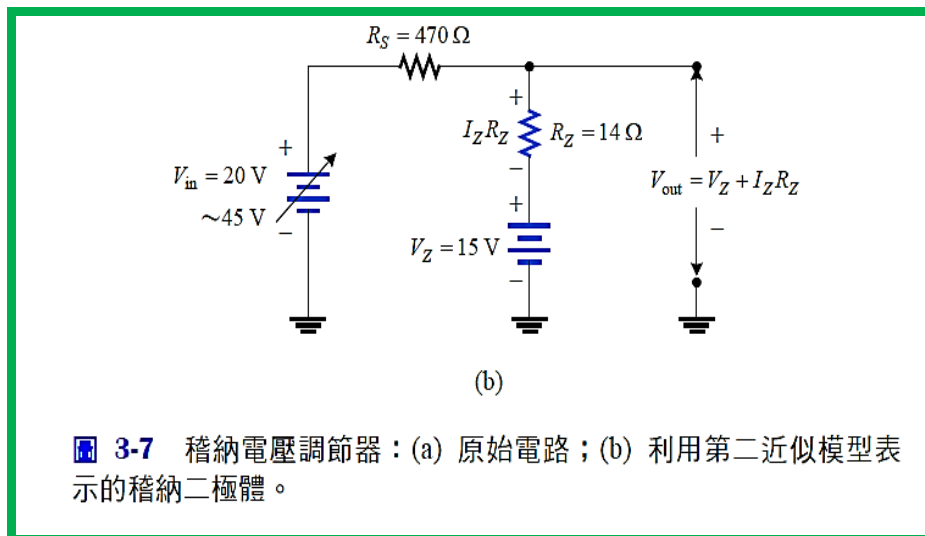 R_S = 470 Ω
+
I_Z R_Z
R_Z = 14 Ω
−
+
V_in = 20 V
~45 V
−
+
V_Z = 15 V
−
+
V_out = V_Z + I_Z R_Z
−
(b)
圖 3-7 稽納電壓調節器：(a) 原始電路；(b) 利用第二近似模型表
示的稽納二極體。